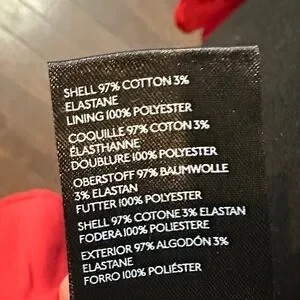 SHELL 97% COTTON 3%
ELASTANE
LINING 100% POLYESTER
COQUILLE 97% COTON 3%
ÉLASTHANNE
DOUBLURE 100% POLYESTER
OBERSTOFF 97% BAUMWOLLE
3% ELASTAN
FUTTER 100% POLYESTER
SHELL 97% COTONE 3% ELASTAN
FODERA 100% POLIESTERE
EXTERIOR 97% ALGODÓN 3%
ELASTANE
FORRO 100% POLIÉSTER